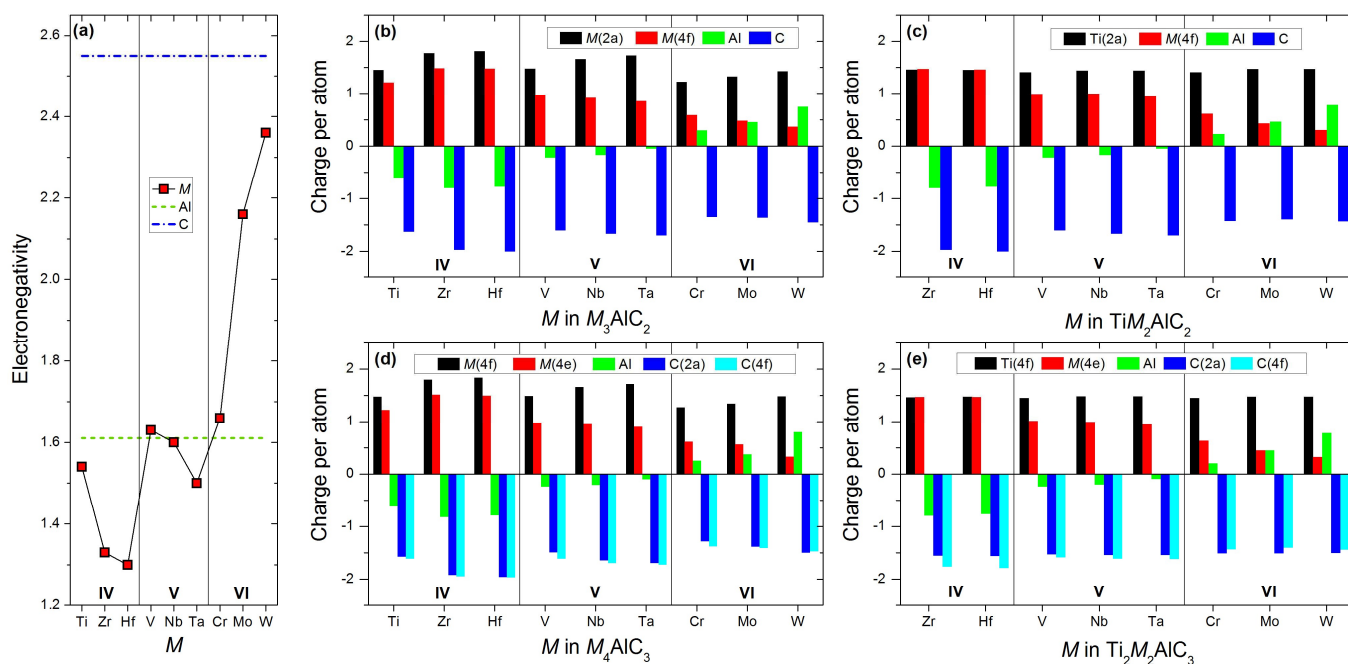 (a)
Electronegativity
2.6
2.4
2.2
2.0
1.8
1.6
1.4
1.2
M
Al
C
IV V VI
Ti Zr Hf V Nb Ta Cr Mo W
M
(b)
M(2a) M(4f) Al C
Charge per atom
2
1
0
-1
-2
IV V VI
Ti Zr Hf V Nb Ta Cr Mo W
M in M₃AlC₂
(c)
Ti(2a) M(4f) Al C
Charge per atom
2
1
0
-1
-2
IV V VI
Zr Hf V Nb Ta Cr Mo W
M in TiM₂AlC₂
(d)
M(4f) M(4e) Al C(2a) C(4f)
Charge per atom
2
1
0
-1
-2
IV V VI
Ti Zr Hf V Nb Ta Cr Mo W
M in M₄AlC₃
(e)
Ti(4f) M(4e) Al C(2a) C(4f)
Charge per atom
2
1
0
-1
-2
IV V VI
Zr Hf V Nb Ta Cr Mo W
M in Ti₂M₂AlC₃